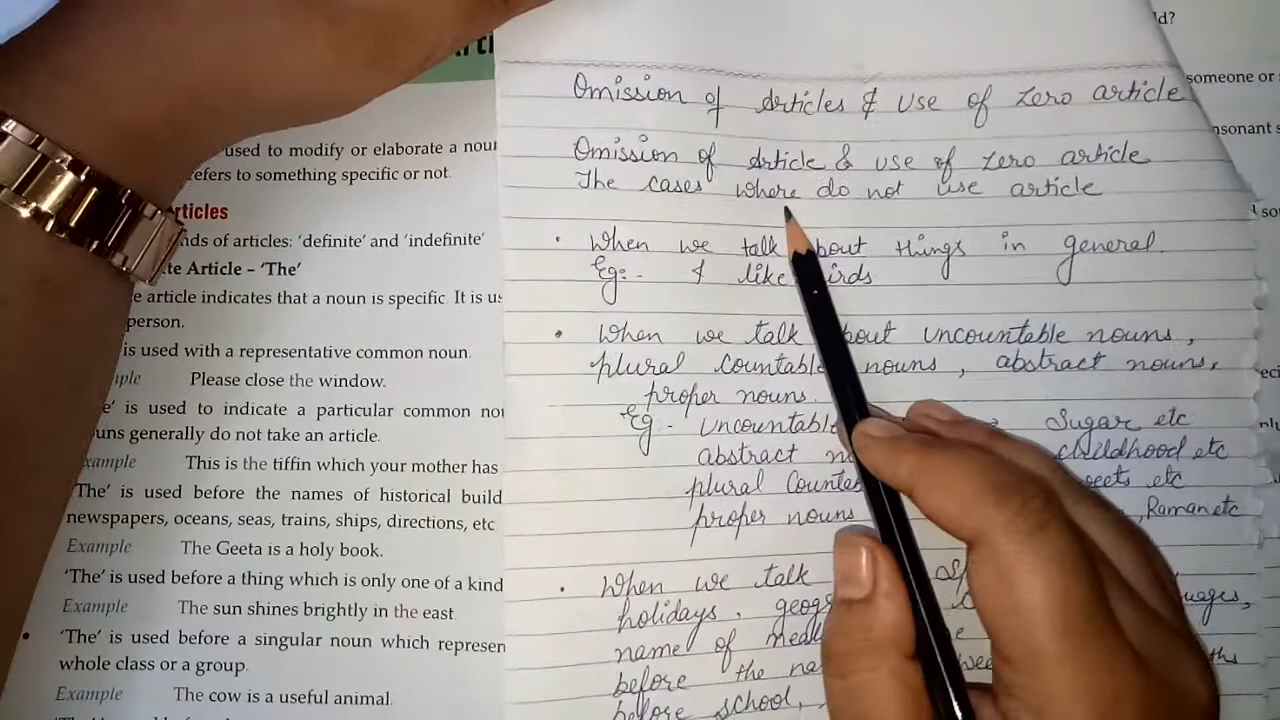 used to modify or elaborate a noun
refers to something specific or not.
Articles
nds of articles: 'definite' and 'indefinite'
te Article – 'The'
e article indicates that a noun is specific. It is us
person.
is used with a representative common noun.
mple Please close the window.
e' is used to indicate a particular common nou
ouns generally do not take an article.
xample This is the tiffin which your mother has
'The' is used before the names of historical build
newspapers, oceans, seas, trains, ships, directions, etc
Example The Geeta is a holy book.
'The' is used before a thing which is only one of a kind
Example The sun shines brightly in the east.
• 'The' is used before a singular noun which represen
whole class or a group.
Example The cow is a useful animal.
Omission of Articles & Use of Zero article
Omission of Article & use of zero article
The cases where do not use article
• When we talk about things in general.
Eg:- I like birds
• When we talk about uncountable nouns,
plural countable nouns, abstract nouns,
proper nouns.
Eg - Uncountable Sugar etc
abstract childhood etc
plural etc
proper nouns , Raman etc
• When we talk
holidays,
name of
before the
before school,
d?
someone or
nsonant s